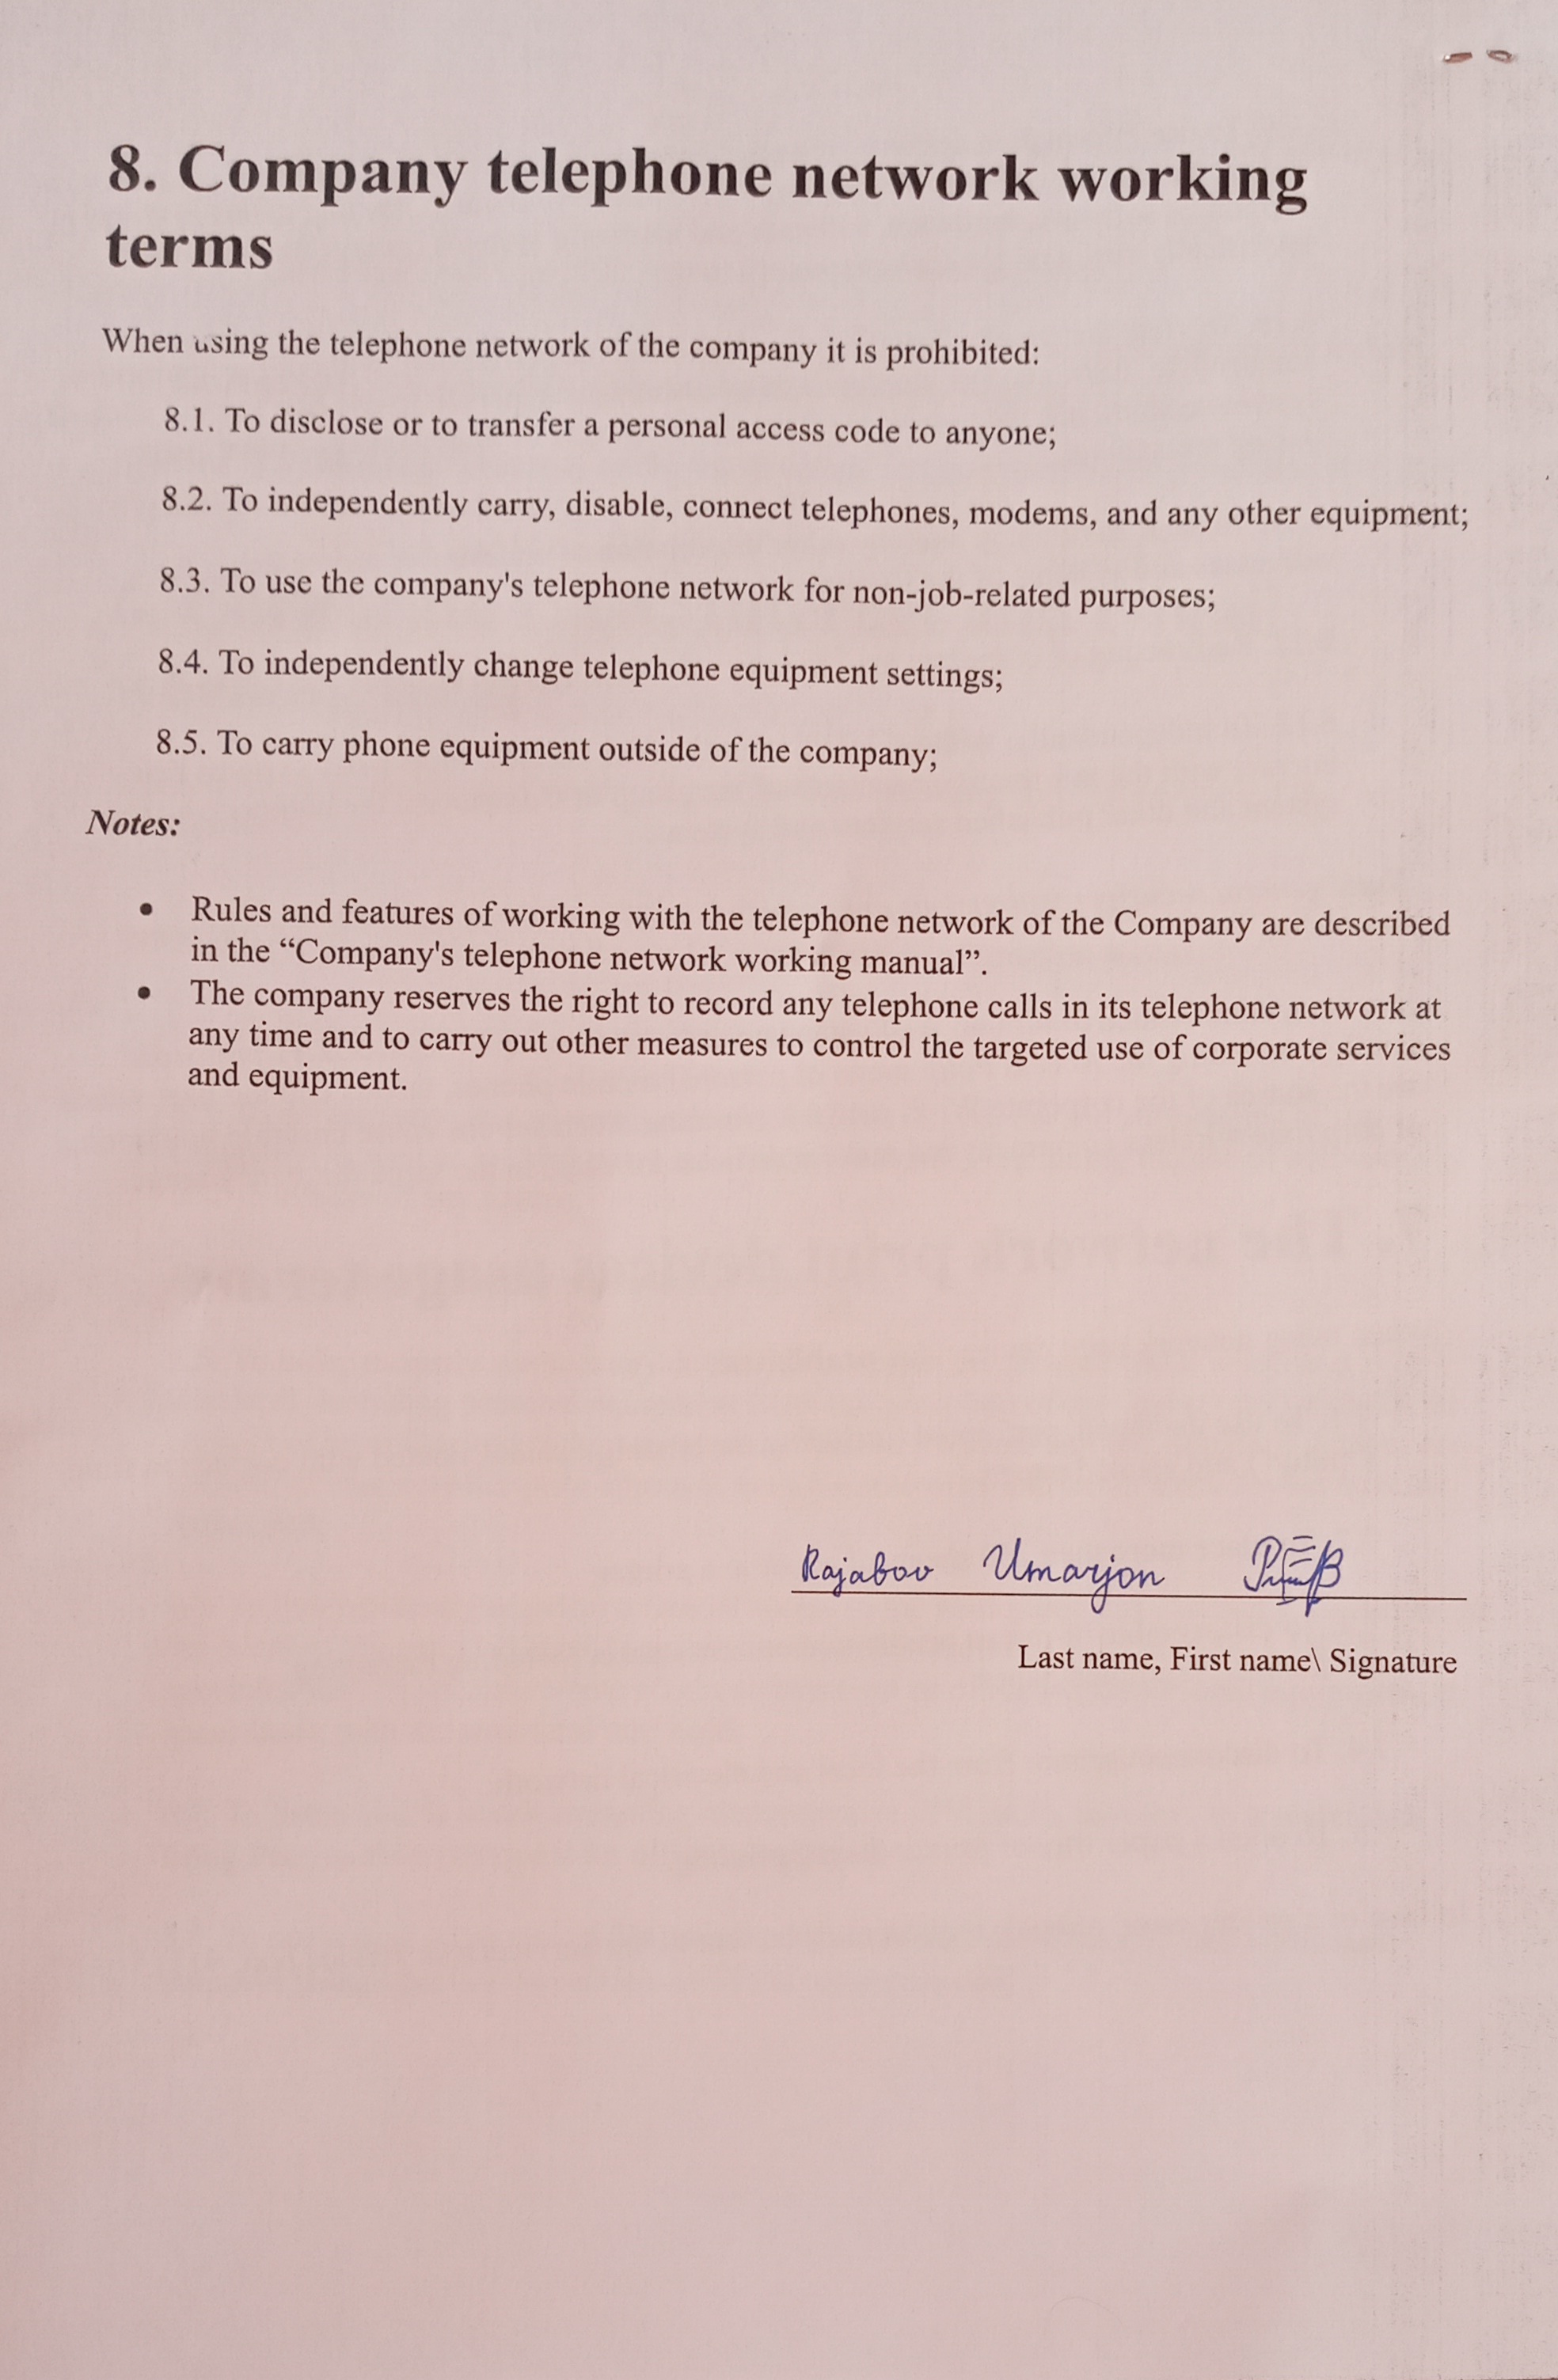 8. Company telephone network working
terms
When using the telephone network of the company it is prohibited:
8.1. To disclose or to transfer a personal access code to anyone;
8.2. To independently carry, disable, connect telephones, modems, and any other equipment;
8.3. To use the company's telephone network for non-job-related purposes;
8.4. To independently change telephone equipment settings;
8.5. To carry phone equipment outside of the company;
Notes:
• Rules and features of working with the telephone network of the Company are described
in the “Company's telephone network working manual”.
• The company reserves the right to record any telephone calls in its telephone network at
any time and to carry out other measures to control the targeted use of corporate services
and equipment.
Rajabov Umarjon
Last name, First name\ Signature